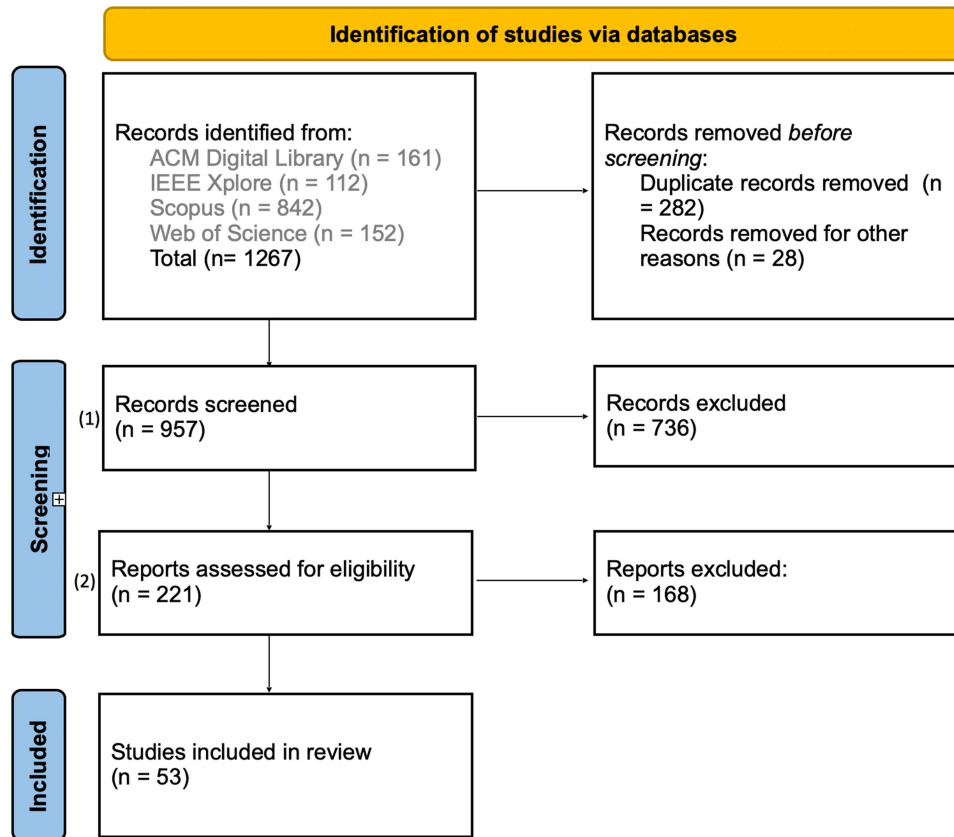 Identification of studies via databases
Identification
Records identified from:
ACM Digital Library (n = 161)
IEEE Xplore (n = 112)
Scopus (n = 842)
Web of Science (n = 152)
Total (n= 1267)
Records removed before
screening:
Duplicate records removed (n
= 282)
Records removed for other
reasons (n = 28)
Screening
(1)
Records screened
(n = 957)
Records excluded
(n = 736)
(2)
Reports assessed for eligibility
(n = 221)
Reports excluded:
(n = 168)
Included
Studies included in review
(n = 53)